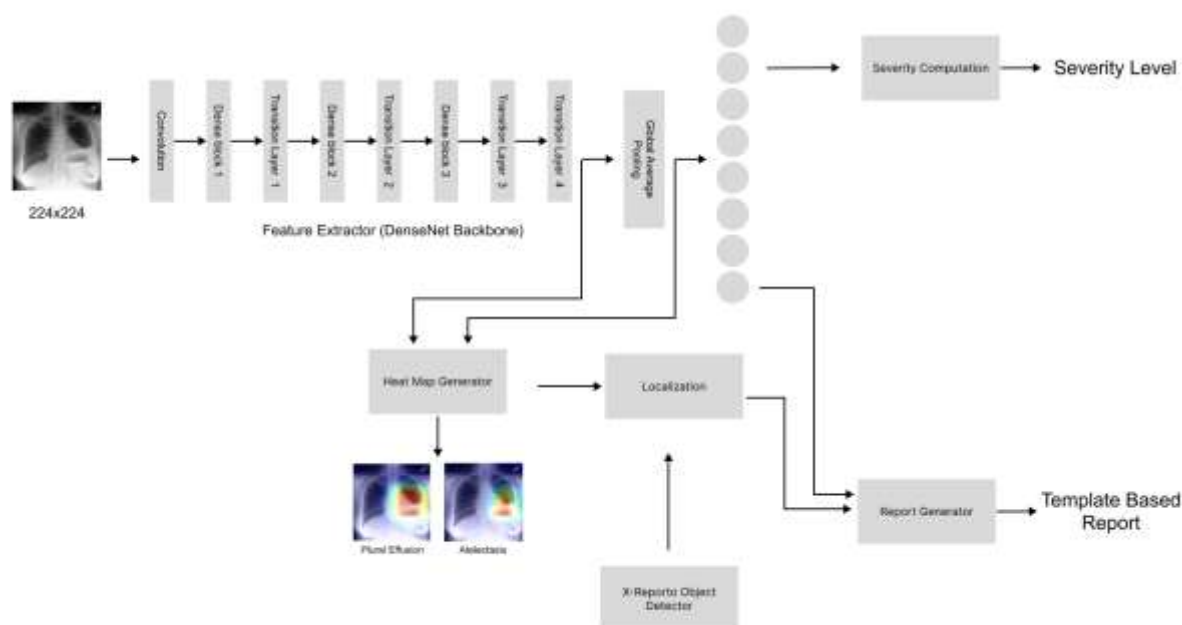 224x224
Convolution
Dense block 1
Transition Layer 1
Dense block 2
Transition Layer 2
Dense block 3
Transition Layer 3
Transition Layer 4
Feature Extractor (DenseNet Backbone)
Global Average
Pooling
Severity Computation
Severity Level
Heat Map Generator
Localization
Plural Effusion
Atelectasis
Report Generator
Template Based
Report
X-Reporto Object
Detector